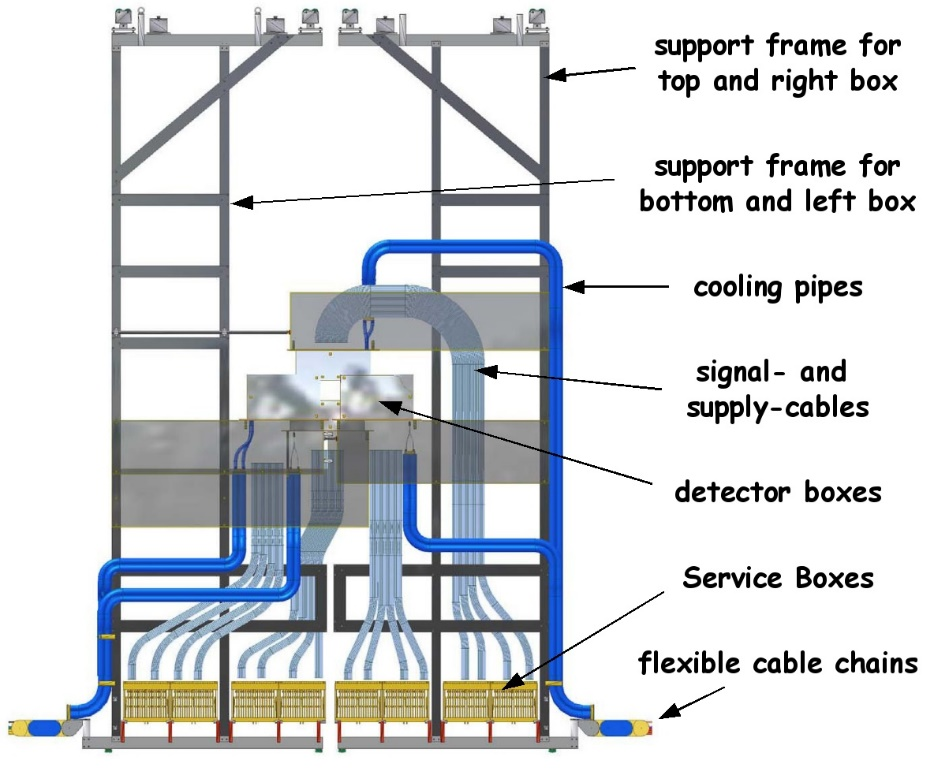 support frame for
top and right box
support frame for
bottom and left box
cooling pipes
signal- and
supply-cables
detector boxes
Service Boxes
flexible cable chains